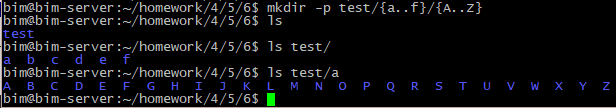 bim@bim-server:~/homework/4/5/6$ mkdir -p test/{a..f}/{A..Z}
bim@bim-server:~/homework/4/5/6$ ls
test
bim@bim-server:~/homework/4/5/6$ ls test/
a b c d e f
bim@bim-server:~/homework/4/5/6$ ls test/a
A B C D E F G H I J K L M N O P Q R S T U V W X Y Z
bim@bim-server:~/homework/4/5/6$